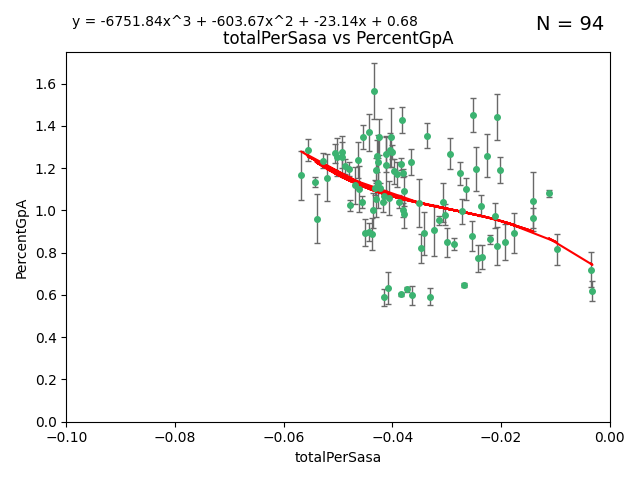 y = -6751.84x^3 + -603.67x^2 + -23.14x + 0.68
N = 94
totalPerSasa vs PercentGpA
1.6
1.4
1.2
1.0
0.8
0.6
0.4
0.2
0.0
PercentGpA
−0.10 −0.08 −0.06 −0.04 −0.02 0.00
totalPerSasa